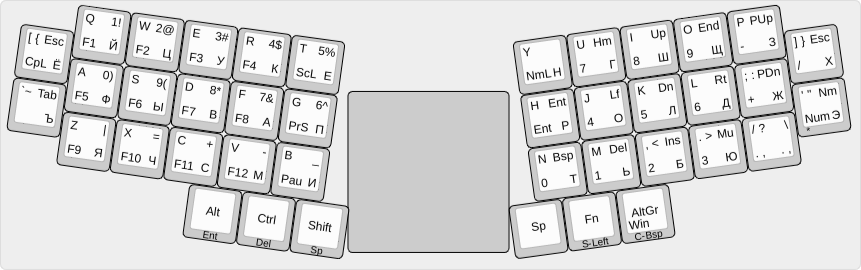 [ { Esc
CpL Ё
Q 1!
F1 Й
W 2@
F2 Ц
E 3#
F3 У
R 4$
F4 К
T 5%
ScL Е
Y
NmL Н
U Hm
7 Г
I Up
8 Ш
O End
9 Щ
P PUp
- З
] } Esc
/ Х
`~ Tab
Ъ
A 0)
F5 Ф
S 9(
F6 Ы
D 8*
F7 В
F 7&
F8 А
G 6^
PrS П
H Ent
Ent Р
J Lf
4 О
K Dn
5 Л
L Rt
6 Д
; : PDn
+ Ж
' " Nm
Num Э
*
Z |
F9 Я
X =
F10 Ч
C +
F11 С
V -
F12 М
B _
Pau И
N Bsp
0 Т
M Del
1 Ь
, < Ins
2 Б
. > Mu
3 Ю
/ ? \
. , . ,
Alt
Ent
Ctrl
Del
Shift
Sp
Sp
Fn
S-Left
AltGr
Win
C-Bsp